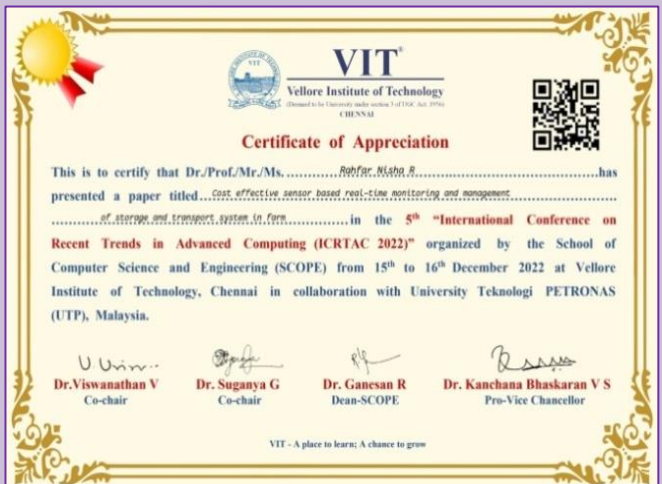 VIT
Vellore Institute of Technology
(Deemed to be University under section 3 of UGC Act, 1956)
CHENNAI
Certificate of Appreciation
This is to certify that Dr./Prof./Mr./Ms. Rahfar Nisha R has
presented a paper titled Cost effective sensor based real-time monitoring and management
of storage and transport system in farm in the 5th "International Conference on
Recent Trends in Advanced Computing (ICRTAC 2022)" organized by the School of
Computer Science and Engineering (SCOPE) from 15th to 16th December 2022 at Vellore
Institute of Technology, Chennai in collaboration with University Teknologi PETRONAS
(UTP), Malaysia.
Dr.Viswanathan V Dr. Suganya G Dr. Ganesan R Dr. Kanchana Bhaskaran V S
Co-chair Co-chair Dean-SCOPE Pro-Vice Chancellor
VIT - A place to learn; A chance to grow